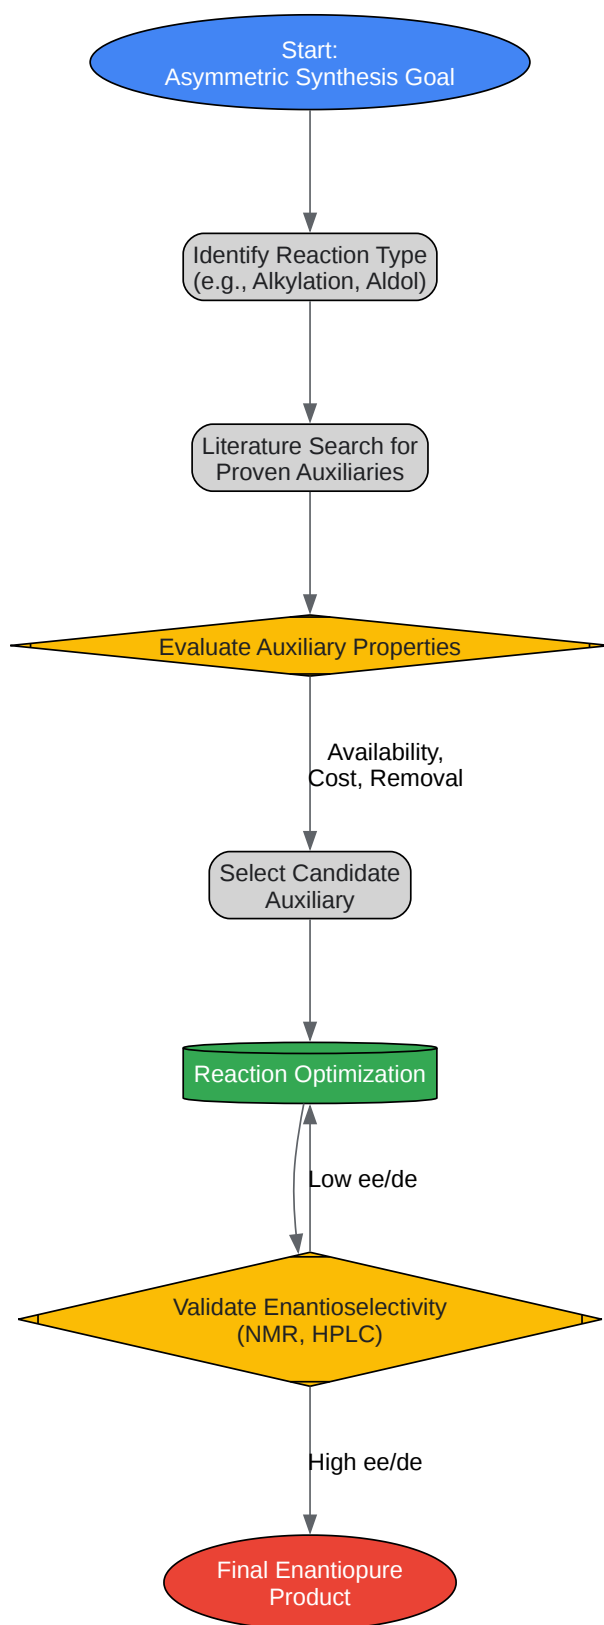 Start:
Asymmetric Synthesis Goal
Identify Reaction Type
(e.g., Alkylation, Aldol)
Literature Search for
Proven Auxiliaries
Evaluate Auxiliary Properties
Availability,
Cost, Removal
Select Candidate
Auxiliary
Reaction Optimization
Low ee/de
Validate Enantioselectivity
(NMR, HPLC)
High ee/de
Final Enantiopure
Product